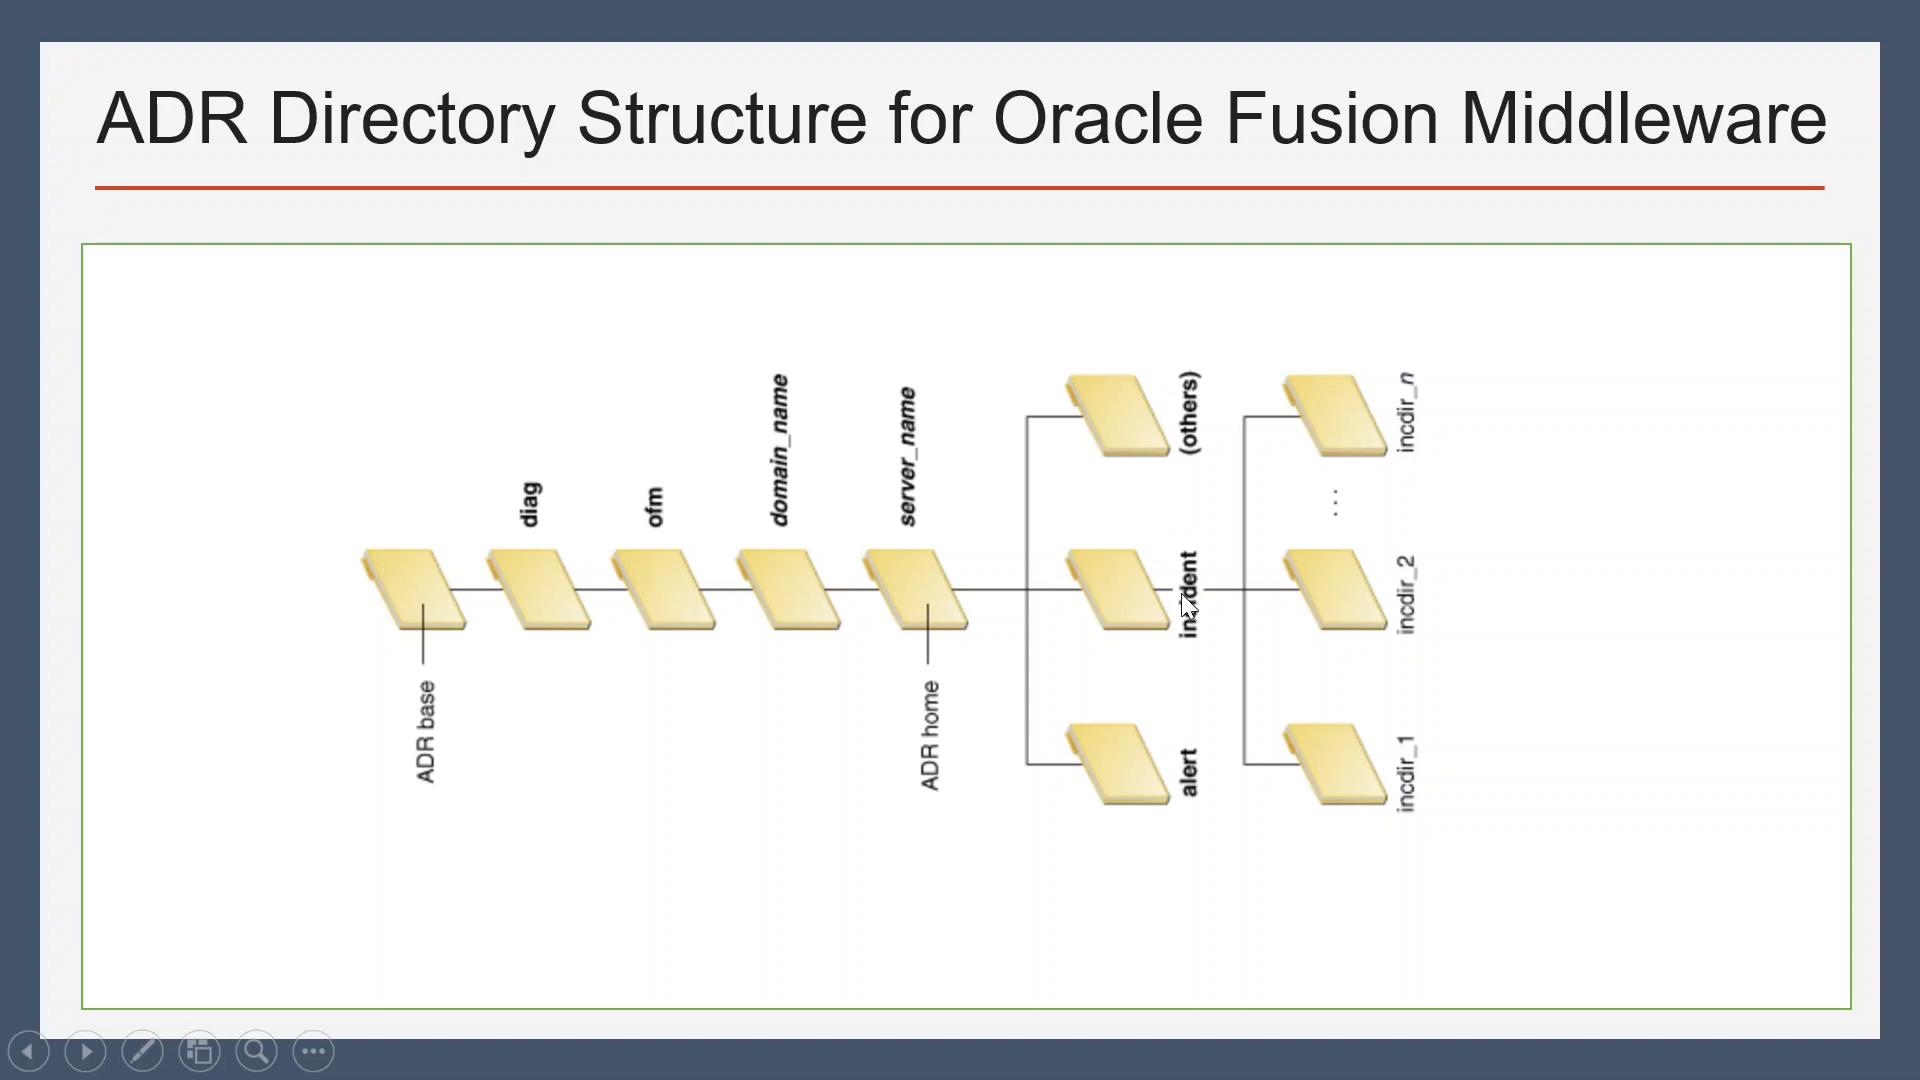 ADR Directory Structure for Oracle Fusion Middleware
ADR base
diag
ofm
domain_name
server_name
ADR home
alert
(others)
incdir_1
incdir_2
...
incdir_n